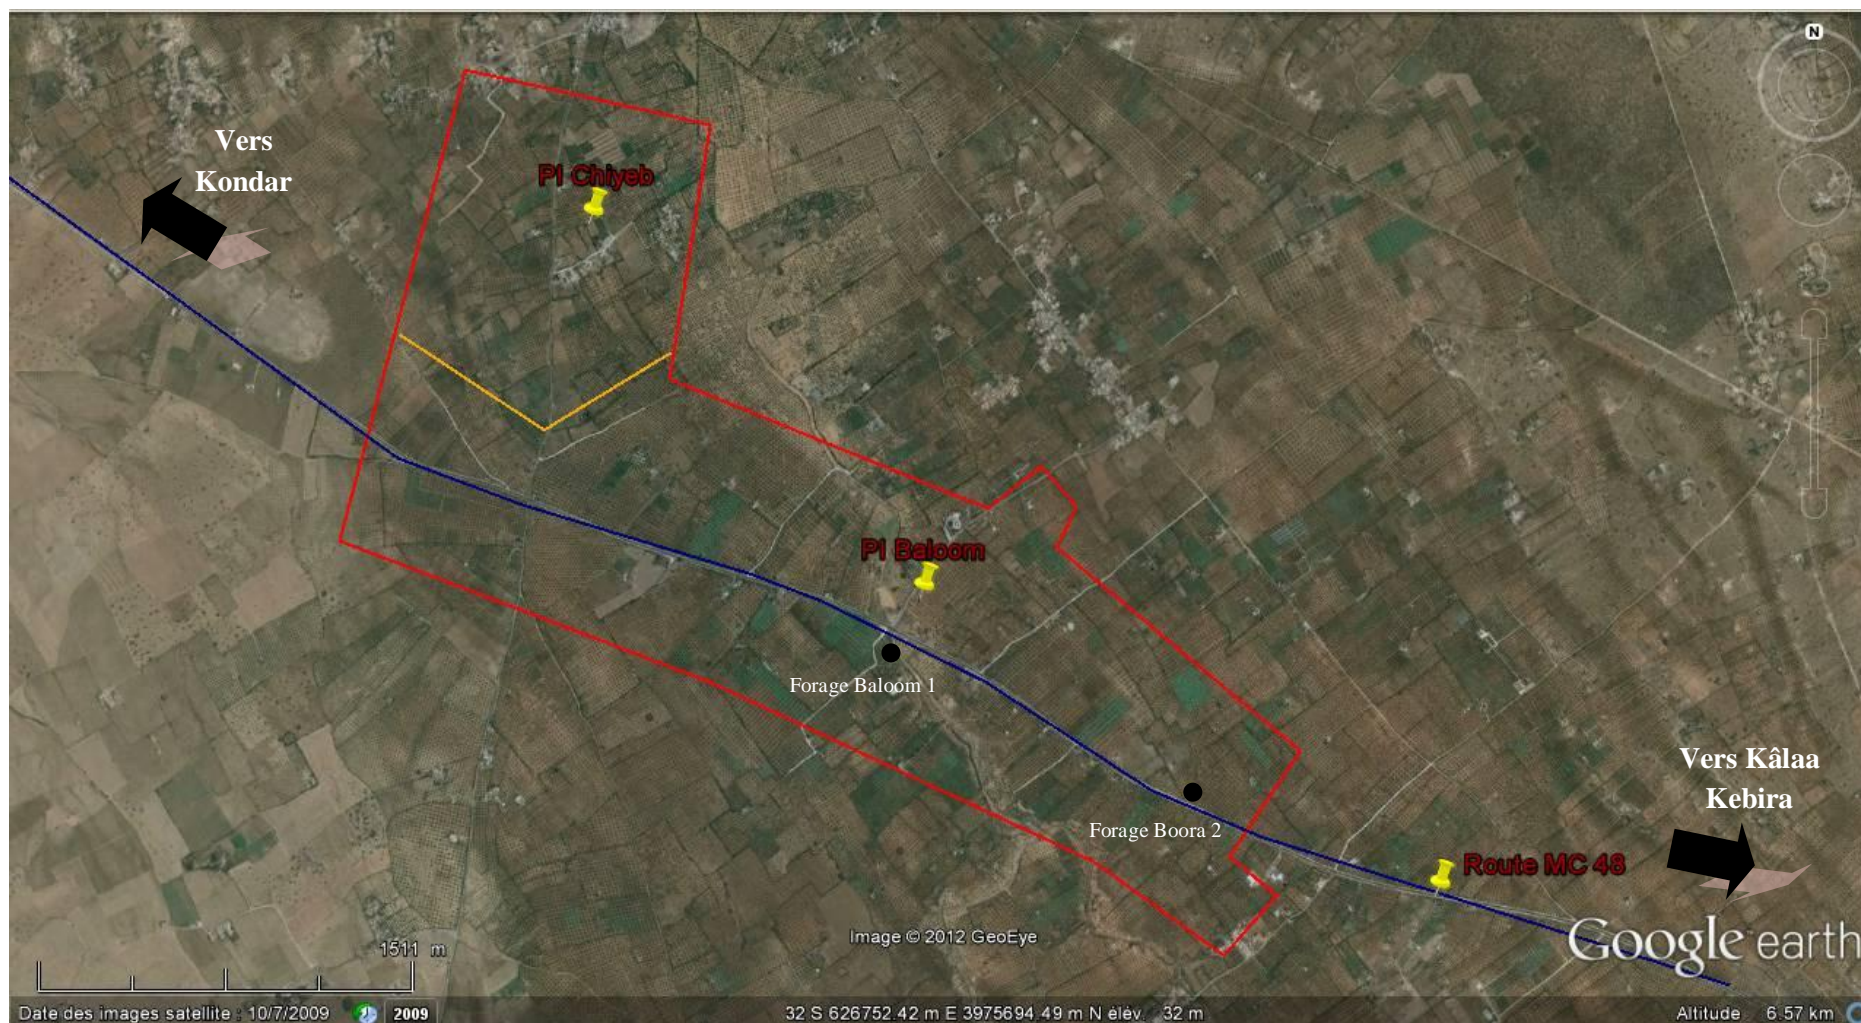 N
Vers
Kondar
PI Chiyeb
PI Baloom
Forage Baloom 1
Vers Kâlaa
Kebira
Forage Boora 2
Route MC 48
Image © 2012 GeoEye
Google earth
1511 m
Date des images satellite : 10/7/2009
2009
32 S 626752.42 m E 3975694.49 m N élév. 32 m
Altitude 6.57 km